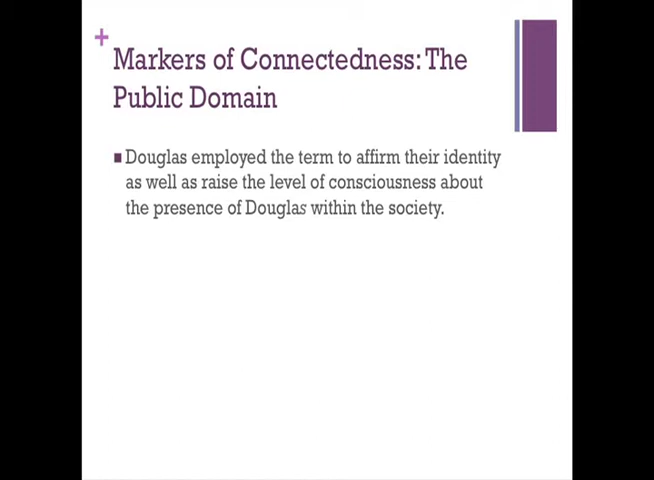 +
Markers of Connectedness: The
Public Domain
■ Douglas employed the term to affirm their identity
as well as raise the level of consciousness about
the presence of Douglas within the society.